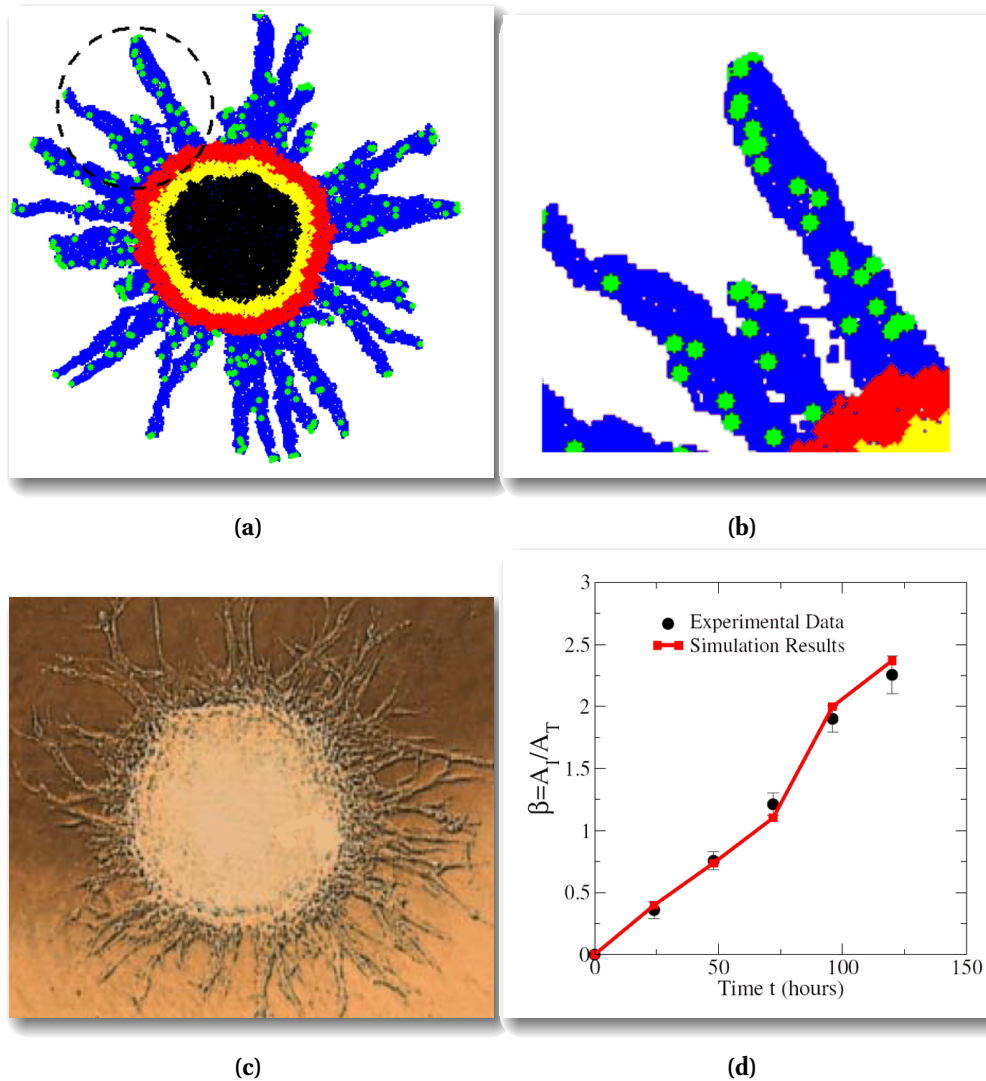 (a)
(b)
3
2.5
2
1.5
1
0.5
0
β=A_I/A_T
Experimental Data
Simulation Results
0
50
100
150
Time t (hours)
(c)
(d)